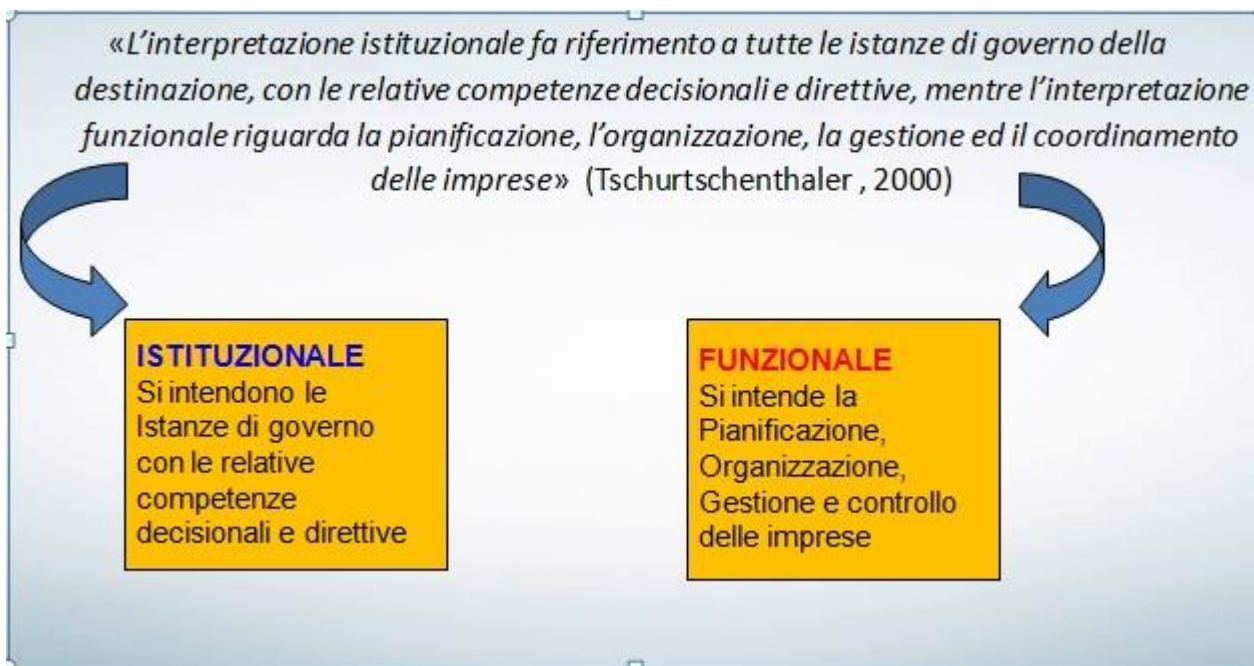 «L’interpretazione istituzionale fa riferimento a tutte le istanze di governo della
destinazione, con le relative competenze decisionali e direttive, mentre l’interpretazione
funzionale riguarda la pianificazione, l’organizzazione, la gestione ed il coordinamento
delle imprese» (Tschurtschenthaler , 2000)
ISTITUZIONALE
Si intendono le
Istanze di governo
con le relative
competenze
decisionali e direttive
FUNZIONALE
Si intende la
Pianificazione,
Organizzazione,
Gestione e controllo
delle imprese